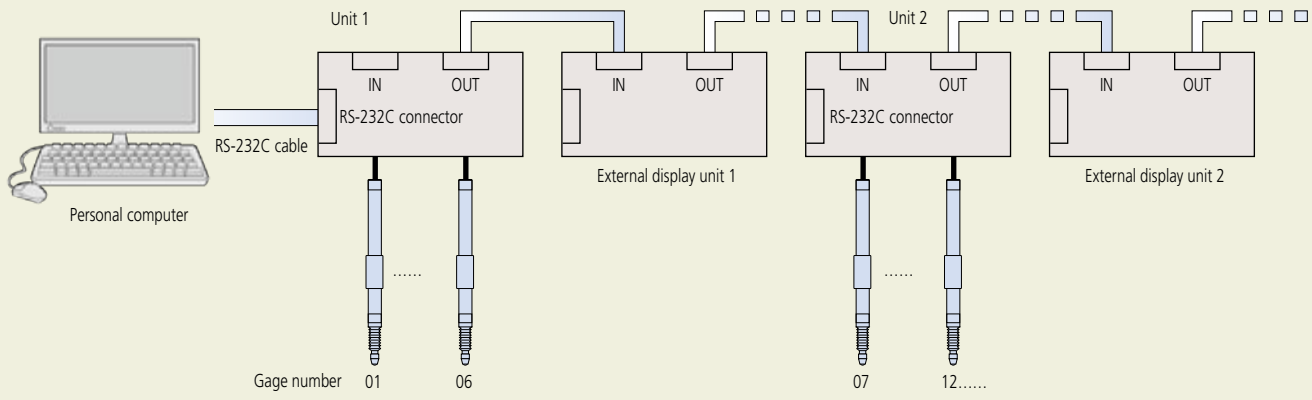 Unit 1
Unit 2
IN OUT IN OUT IN OUT IN OUT
RS-232C connector
RS-232C connector
RS-232C cable
External display unit 1
External display unit 2
Personal computer
......
......
Gage number 01 06 07 12......